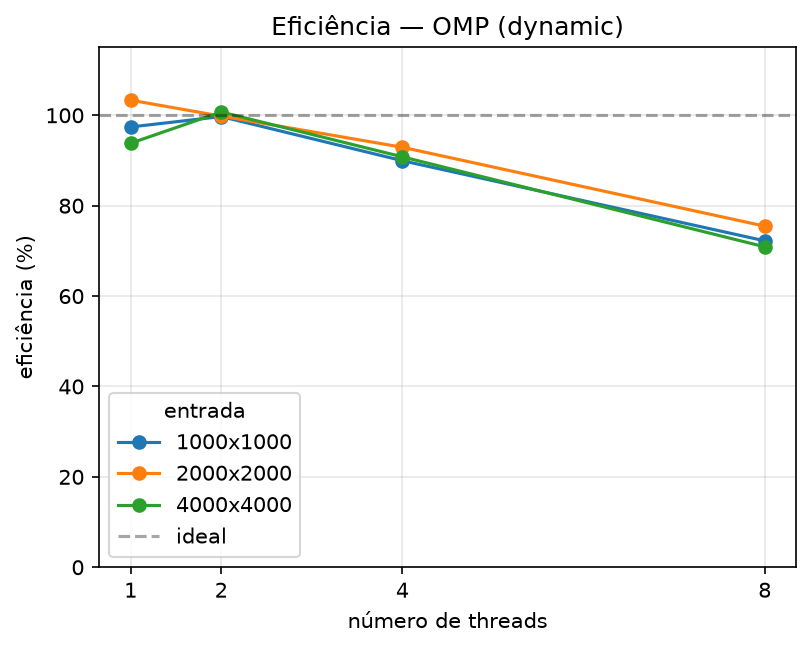 Eficiência — OMP (dynamic)
eficiência (%)
100
80
60
40
20
0
entrada
1000x1000
2000x2000
4000x4000
ideal
1 2 4 8
número de threads